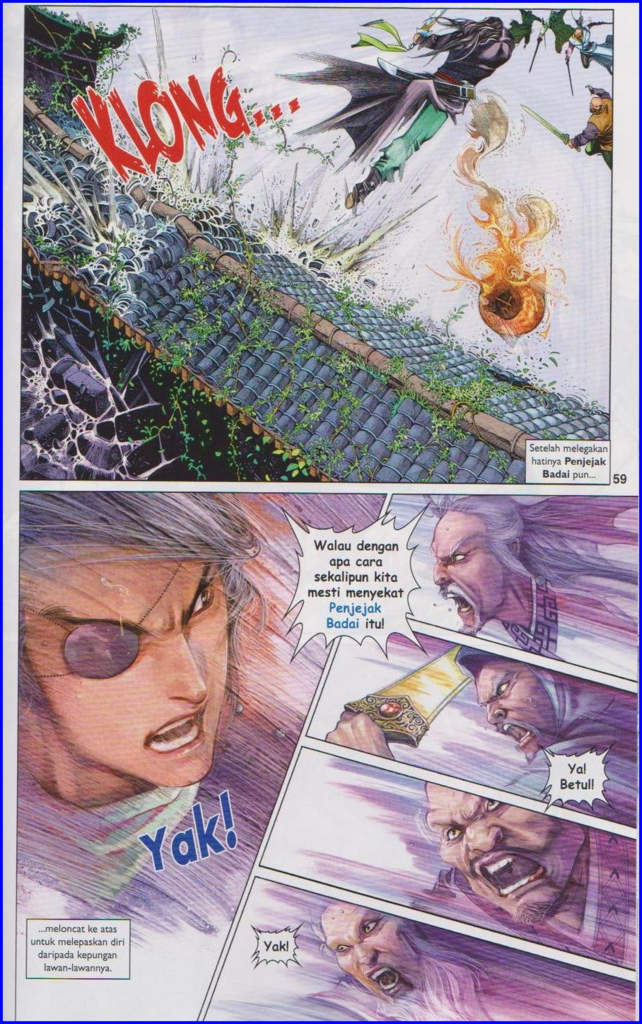 KLONG...
Setelah melegakan
hatinya Penjejak
Badai pun...
59
Walau dengan
apa cara
sekalipun kita
mesti menyekat
Penjejak
Badai itu!
Ya!
Betul!
Yak!
...meloncat ke atas
untuk melepaskan diri
daripada kepungan
lawan-lawannya.
Yak!